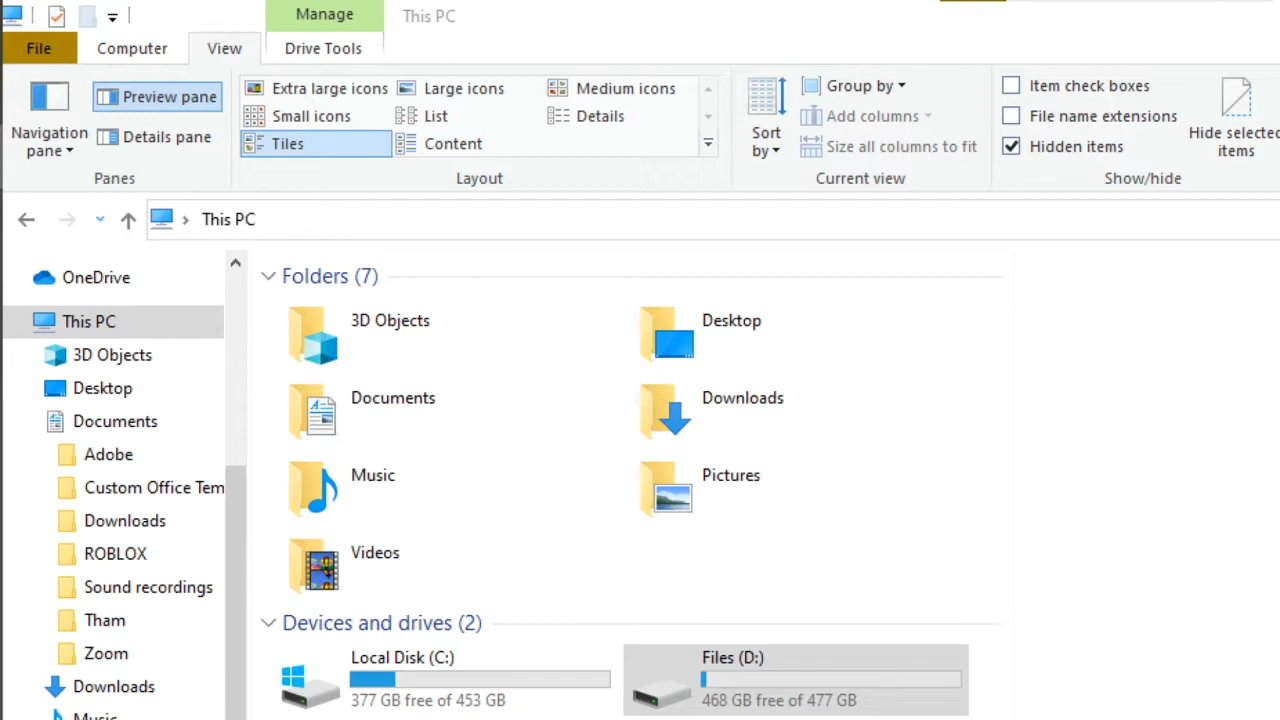 Manage
This PC
File
Computer
View
Drive Tools
Navigation pane
Preview pane
Details pane
Panes
Extra large icons
Large icons
Medium icons
Small icons
List
Details
Tiles
Content
Layout
Sort by
Group by
Add columns
Size all columns to fit
Current view
Item check boxes
File name extensions
Hidden items
Hide selected
items
Show/hide
This PC
OneDrive
This PC
3D Objects
Desktop
Documents
Adobe
Custom Office Tem
Downloads
ROBLOX
Sound recordings
Tham
Zoom
Downloads
Music
Folders (7)
3D Objects
Desktop
Documents
Downloads
Music
Pictures
Videos
Devices and drives (2)
Local Disk (C:)
377 GB free of 453 GB
Files (D:)
468 GB free of 477 GB